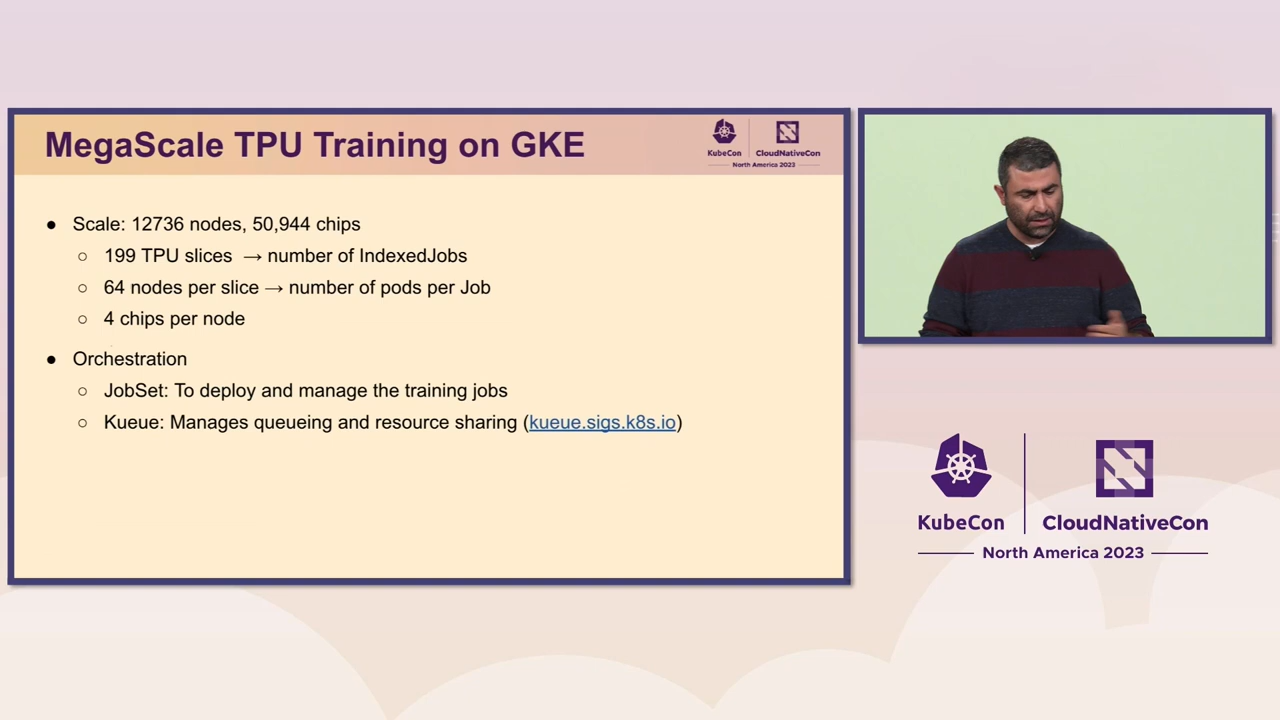 MegaScale TPU Training on GKE
KubeCon
CloudNativeCon
North America 2023
● Scale: 12736 nodes, 50,944 chips
○ 199 TPU slices → number of IndexedJobs
○ 64 nodes per slice → number of pods per Job
○ 4 chips per node
● Orchestration
○ JobSet: To deploy and manage the training jobs
○ Kueue: Manages queueing and resource sharing (kueue.sigs.k8s.io)
KubeCon
CloudNativeCon
North America 2023